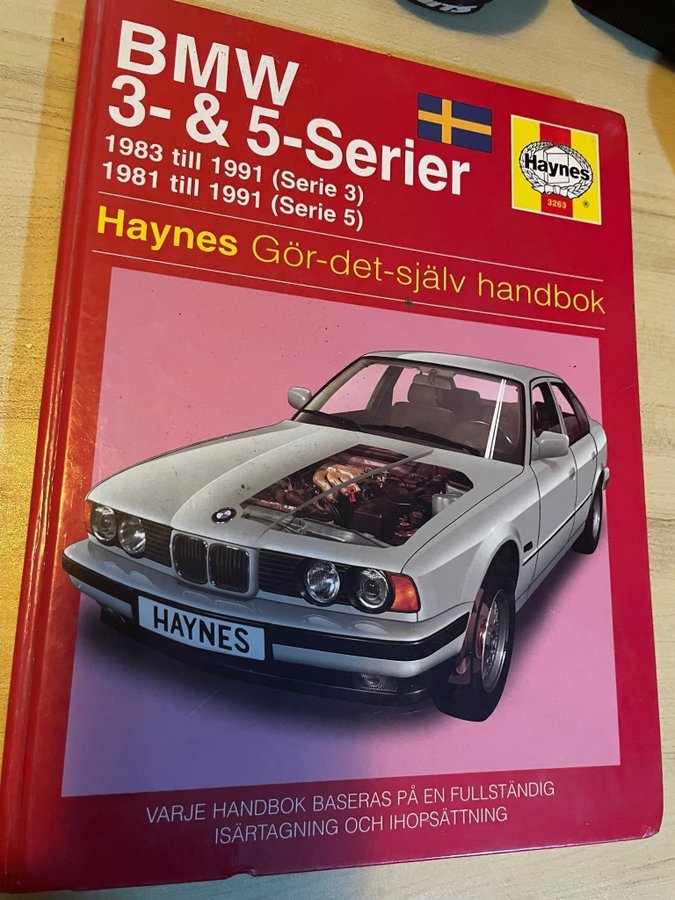 BMW
3- & 5-Serier
1983 till 1991 (Serie 3)
1981 till 1991 (Serie 5)
Haynes
3263
®
Haynes Gör-det-själv handbok
HAYNES
VARJE HANDBOK BASERAS PÅ EN FULLSTÄNDIG
ISÄRTAGNING OCH IHOPSÄTTNING